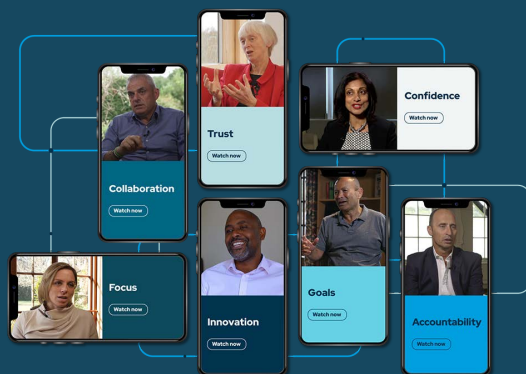 Trust
Watch now
Confidence
Watch now
Collaboration
Watch now
Focus
Watch now
Innovation
Watch now
Goals
Watch now
Accountability
Watch now